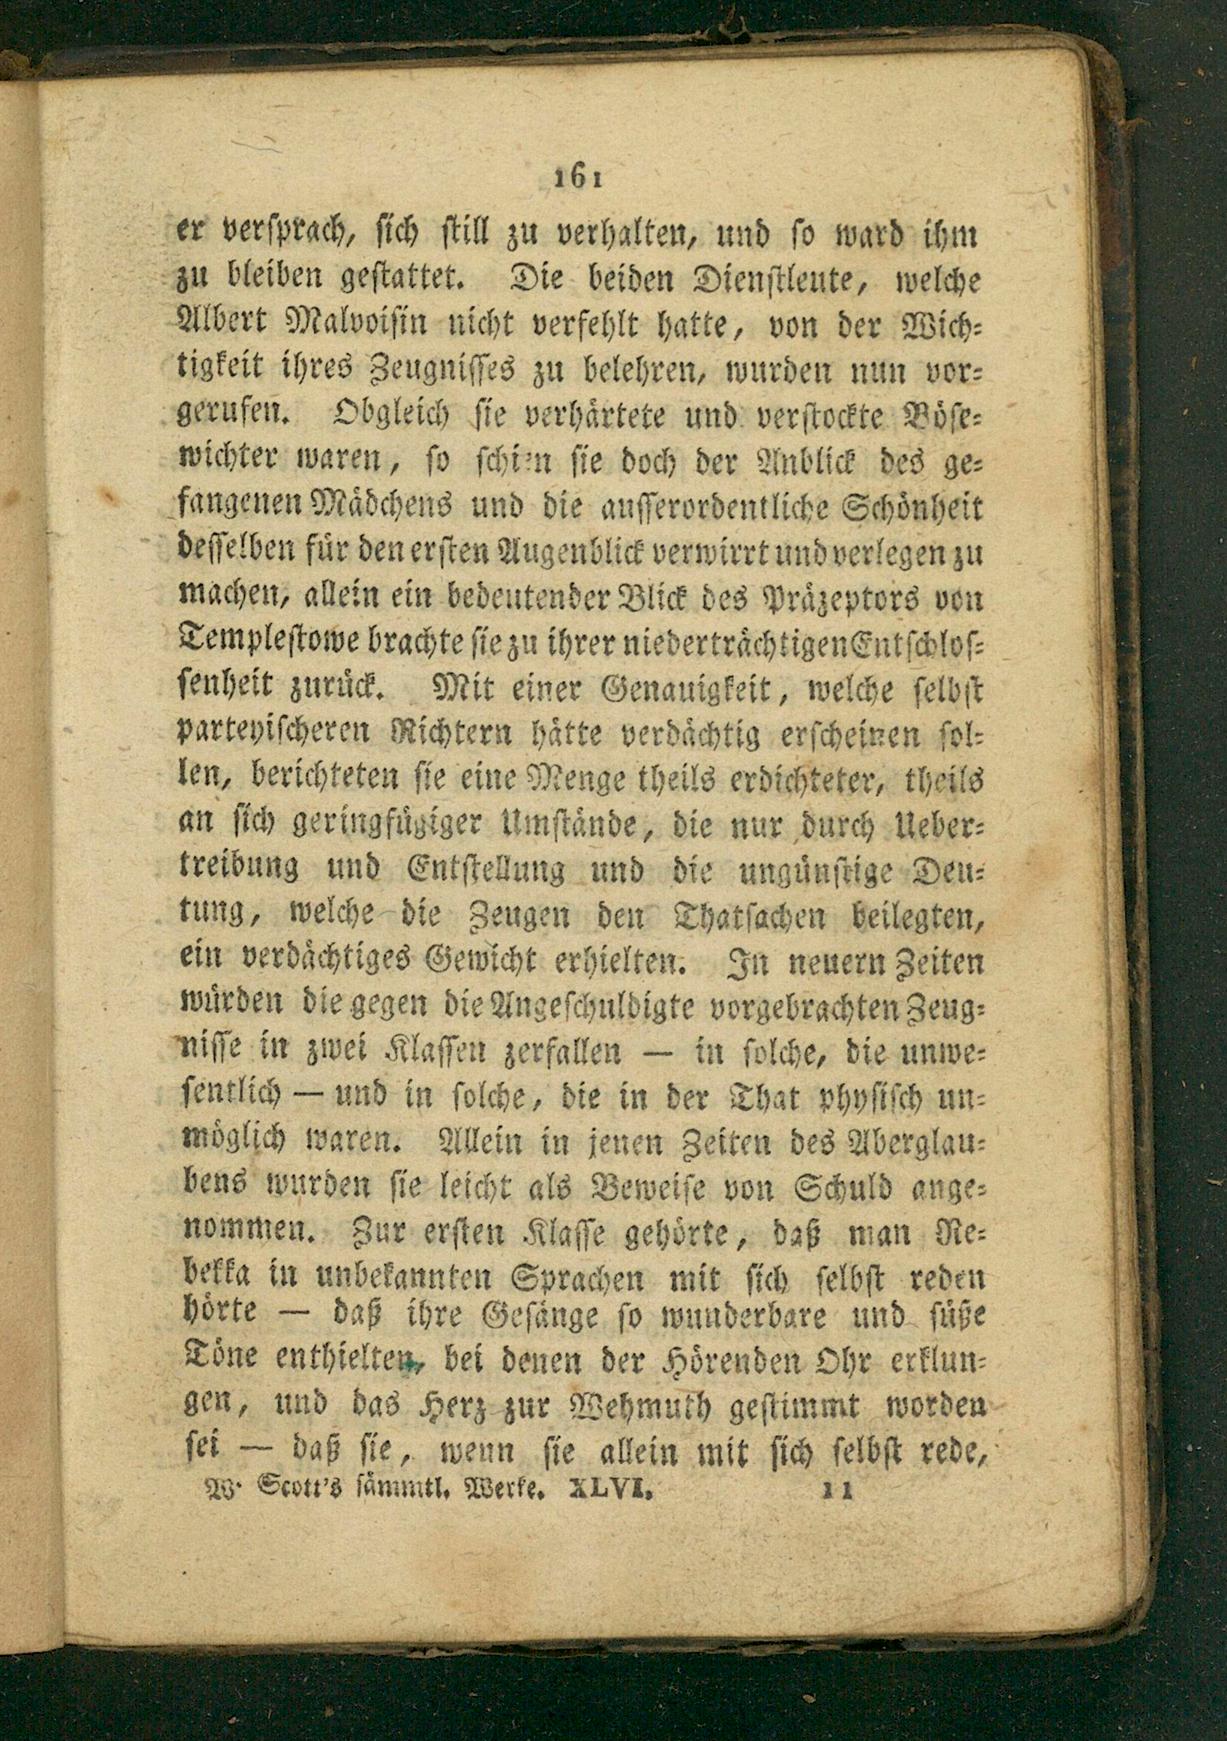 161
er versprach, sich still zu verhalten, und so ward ihm
zu bleiben gestattet. Die beiden Dienstleute, welche
Albert Malvoisin nicht verfehlt hatte, von der Wich-
tigkeit ihres Zeugnisses zu belehren, wurden nun vor-
gerufen. Obgleich sie verhärtete und verstockte Böse-
wichter waren, so schien sie doch der Anblick des ge-
fangenen Mädchens und die ausserordentliche Schönheit
desselben für den ersten Augenblick verwirrt und verlegen zu
machen, allein ein bedeutender Blick des Präzeptors von
Templestowe brachte sie zu ihrer niederträchtigen Entschlos-
senheit zurück. Mit einer Genauigkeit, welche selbst
parteyischeren Richtern hätte verdächtig erscheinen sol-
len, berichteten sie eine Menge theils erdichteter, theils
an sich geringfügiger Umstände, die nur durch Ueber-
treibung und Entstellung und die ungünstige Deu-
tung, welche die Zeugen den Thatsachen beilegten,
ein verdächtiges Gewicht erhielten. In neuern Zeiten
würden die gegen die Angeschuldigte vorgebrachten Zeug-
nisse in zwei Klassen zerfallen — in solche, die unwe-
sentlich — und in solche, die in der That physisch un-
möglich waren. Allein in jenen Zeiten des Aberglau-
bens wurden sie leicht als Beweise von Schuld ange-
nommen. Zur ersten Klasse gehörte, daß man Re-
bekka in unbekannten Sprachen mit sich selbst reden
hörte — daß ihre Gesänge so wunderbare und süße
Töne enthielten, bei denen der Hörenden Ohr erklun-
gen, und das Herz zur Wehmuth gestimmt worden
sei — daß sie, wenn sie allein mit sich selbst rede,
W. Scott's sämmtl. Werke. XLVI. 11